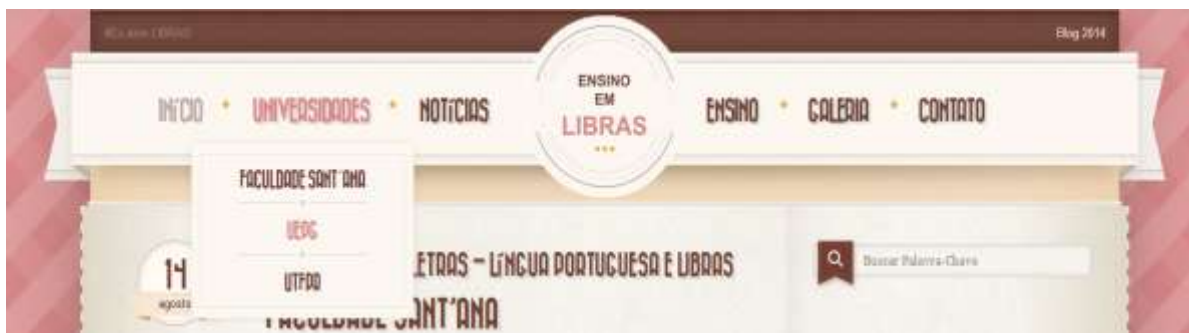 Blog 2014
INÍCIO • UNIVERSIDADES • NOTÍCIAS
ENSINO
EM
LIBRAS
ENSINO • GALERIA • CONTATO
FACULDADE SANT'ANA
UEPG
UTFPR
14
agosto
LETRAS – LÍNGUA PORTUGUESA E LIBRAS
FACULDADE SANT'ANA
Buscar Palavra-Chave